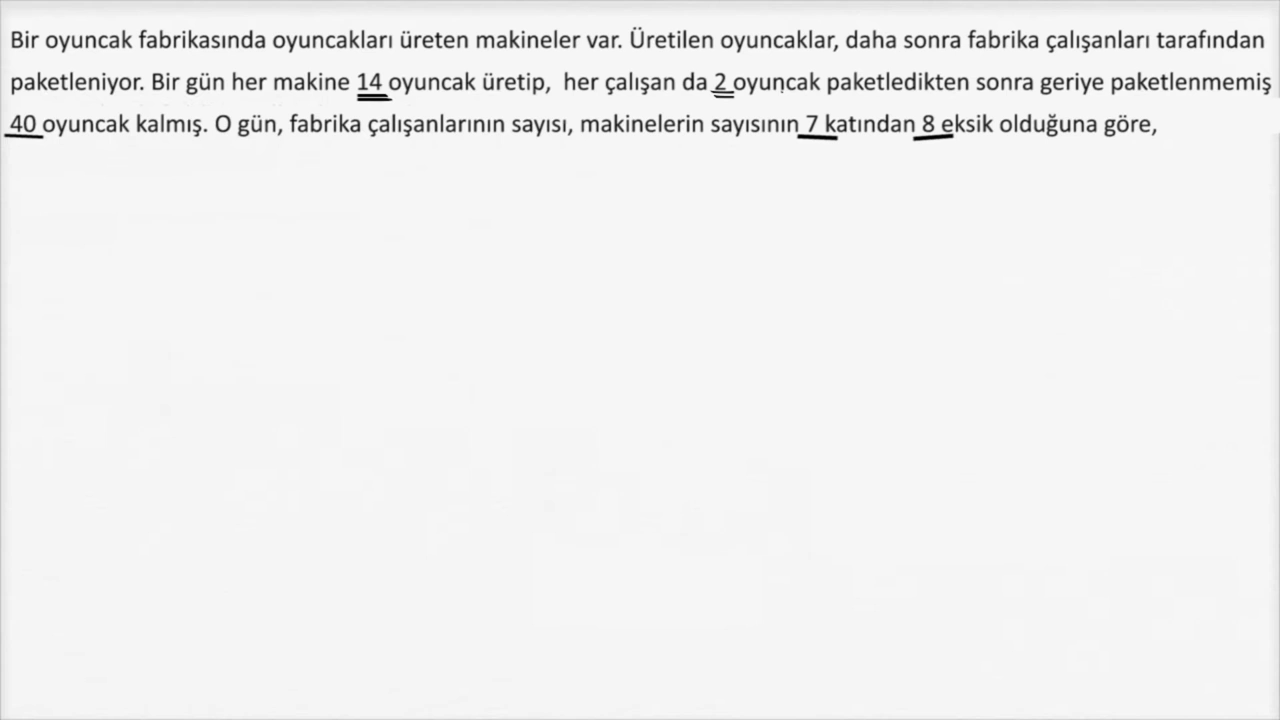 Bir oyuncak fabrikasında oyuncakları üreten makineler var. Üretilen oyuncaklar, daha sonra fabrika çalışanları tarafından
paketleniyor. Bir gün her makine 14 oyuncak üretip, her çalışan da 2 oyuncak paketledikten sonra geriye paketlenmemiş
40 oyuncak kalmış. O gün, fabrika çalışanlarının sayısı, makinelerin sayısının 7 katından 8 eksik olduğuna göre,